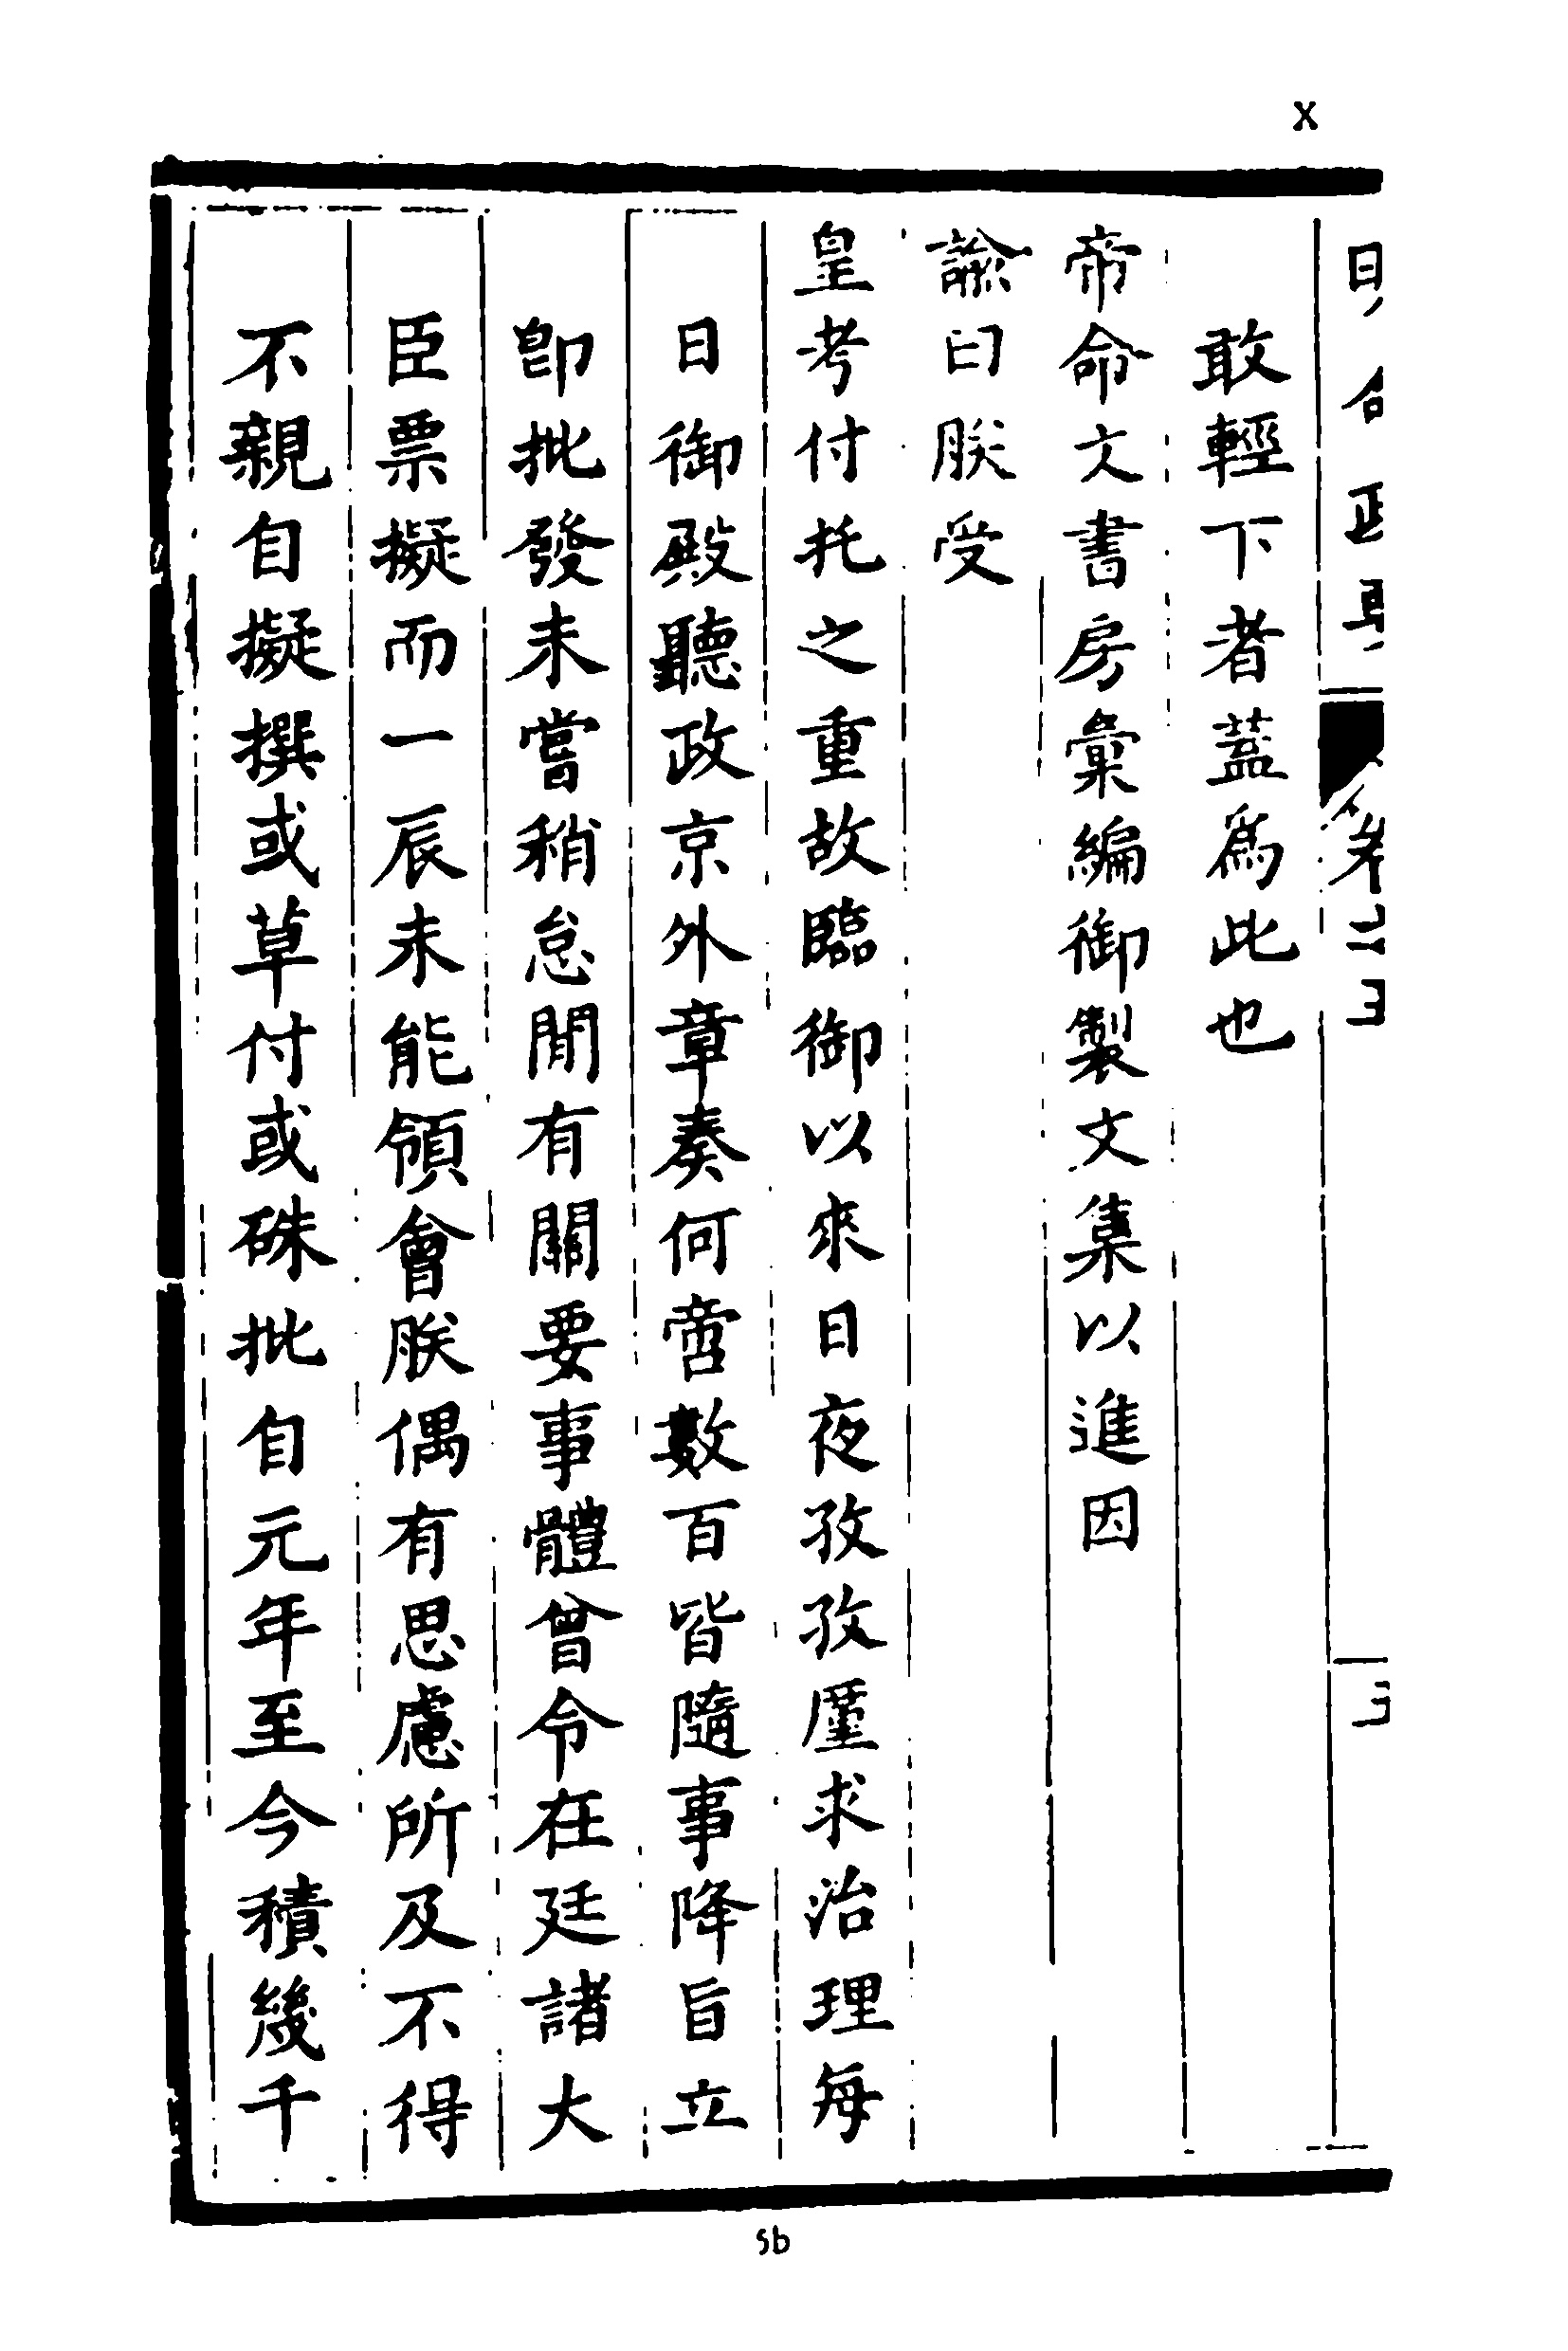 X
敢輕下者蓋爲此也
帝命文書房彙編御製文集以進因
諭曰朕受
皇考付托之重故臨御以來日夜孜孜厪求治理每
日御殿聽政京外章奏何啻數百皆隨事降旨立
卽批發未嘗稍怠閒有關要事體曾令在廷諸大
臣票擬而一辰未能領會朕偶有思慮所及不得
不親自擬撰或草付或硃批自元年至今積幾千
5b